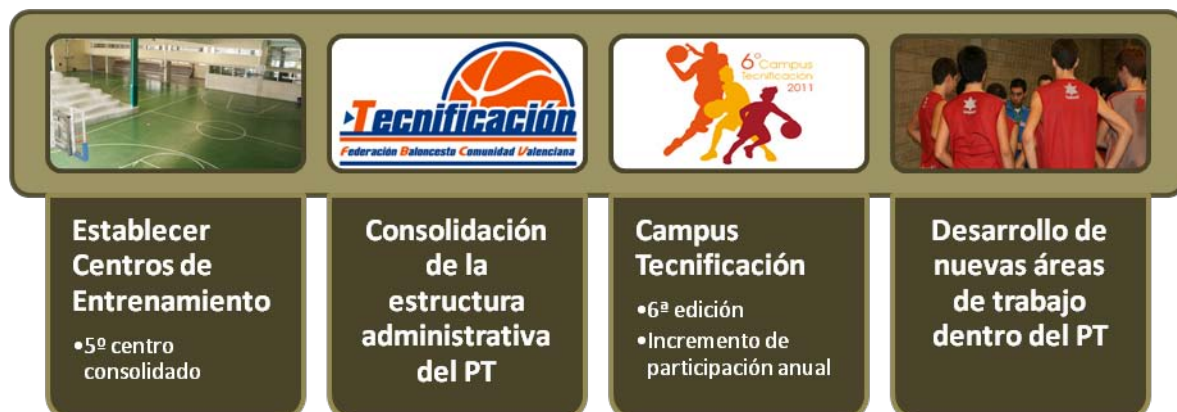 Tecnificación
Federación Baloncesto Comunidad Valenciana
6º Campus
Tecnificación
2011
Establecer
Centros de
Entrenamiento
•5º centro
consolidado
Consolidación
de la
estructura
administrativa
del PT
Campus
Tecnificación
•6ª edición
•Incremento de
participación anual
Desarrollo de
nuevas áreas
de trabajo
dentro del PT